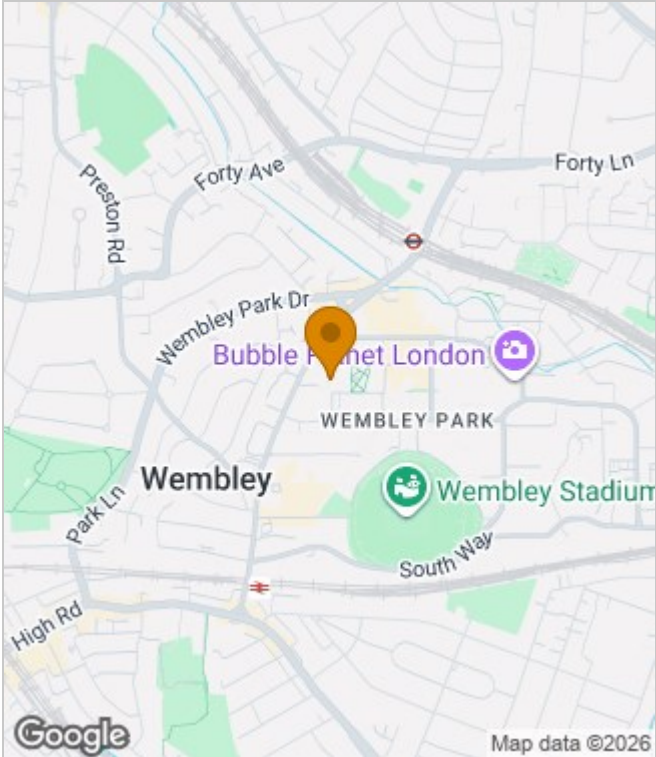 Forty Ave
Forty Ln
Preston Rd
Wembley Park Dr
Bubble Planet London
WEMBLEY PARK
Wembley
Wembley Stadium
Park Ln
South Way
High Rd
Google
Map data ©2026